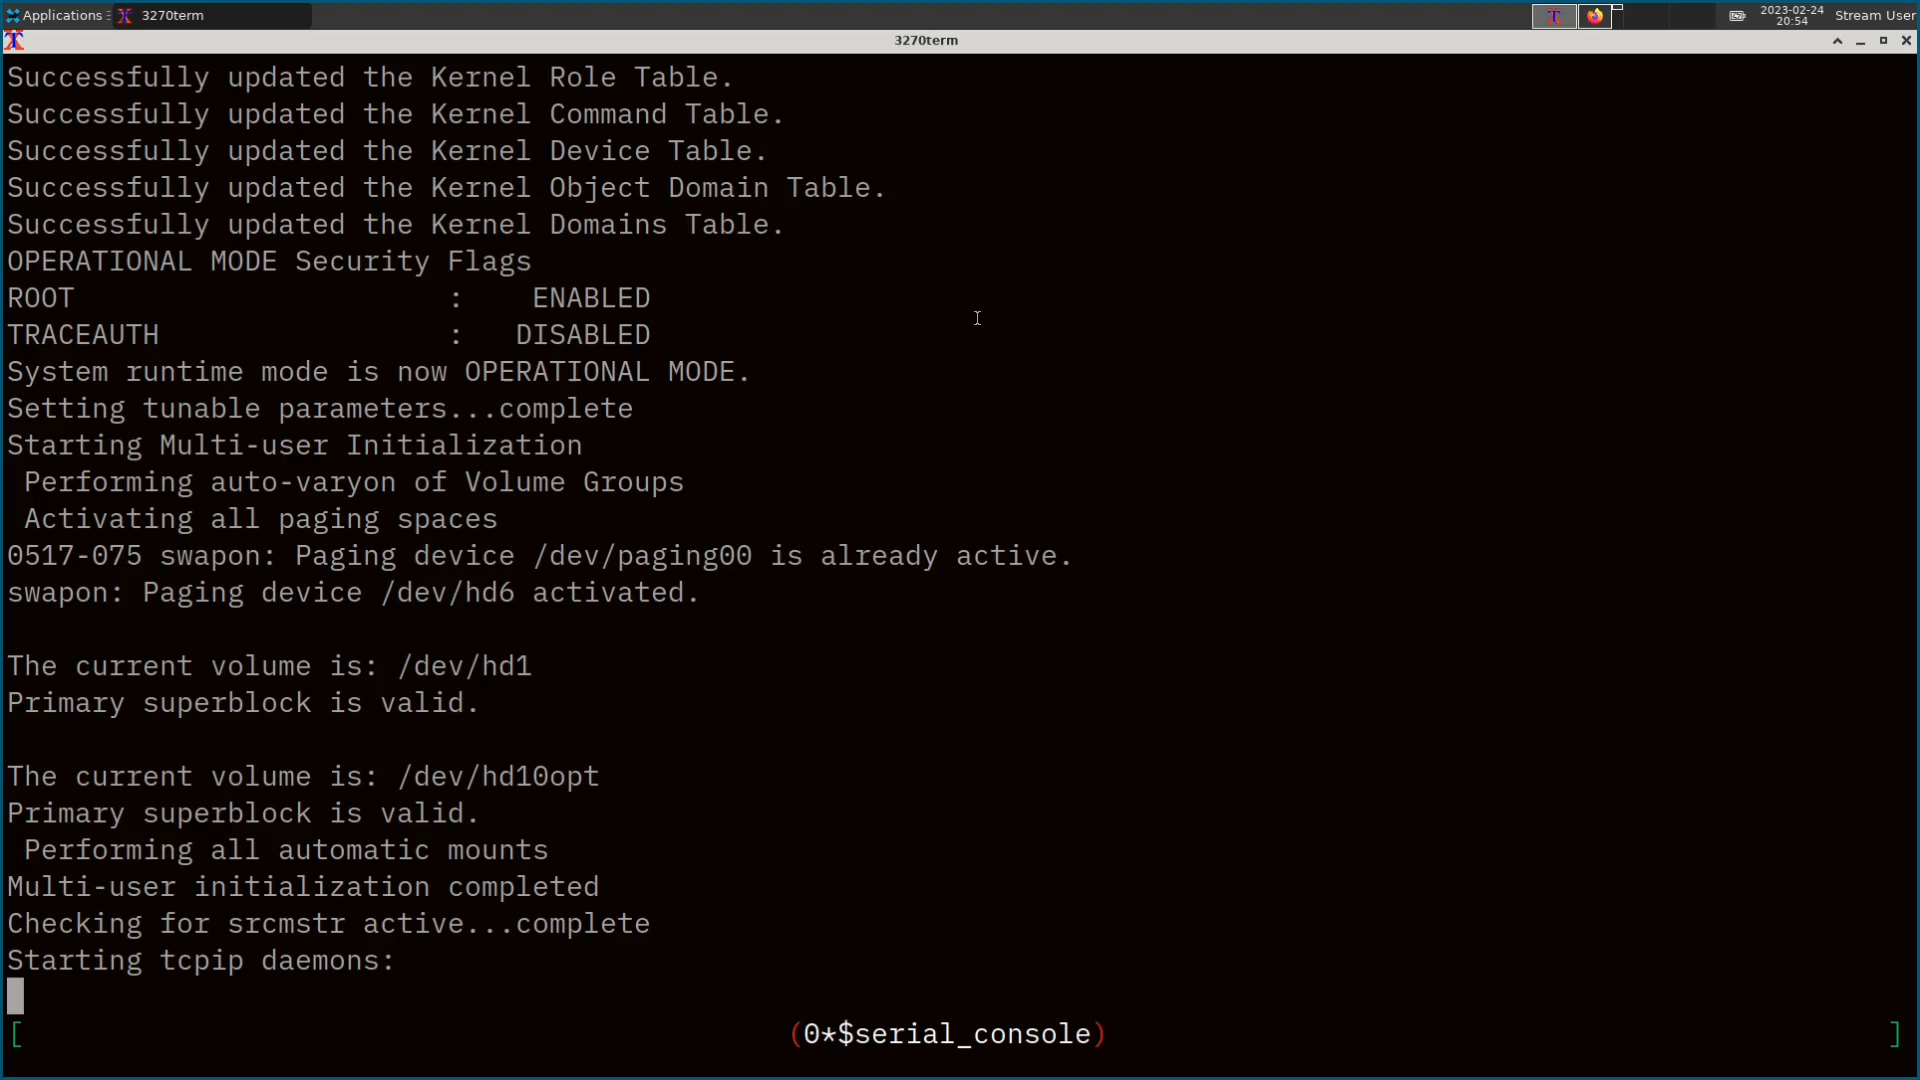 Applications
3270term
2023-02-24
20:54
Stream User
3270term
Successfully updated the Kernel Role Table.
Successfully updated the Kernel Command Table.
Successfully updated the Kernel Device Table.
Successfully updated the Kernel Object Domain Table.
Successfully updated the Kernel Domains Table.
OPERATIONAL MODE Security Flags
ROOT                      :    ENABLED
TRACEAUTH                 :   DISABLED
System runtime mode is now OPERATIONAL MODE.
Setting tunable parameters...complete
Starting Multi-user Initialization
 Performing auto-varyon of Volume Groups
 Activating all paging spaces
0517-075 swapon: Paging device /dev/paging00 is already active.
swapon: Paging device /dev/hd6 activated.
The current volume is: /dev/hd1
Primary superblock is valid.
The current volume is: /dev/hd10opt
Primary superblock is valid.
 Performing all automatic mounts
Multi-user initialization completed
Checking for srcmstr active...complete
Starting tcpip daemons:
[ (0*$serial_console) ]